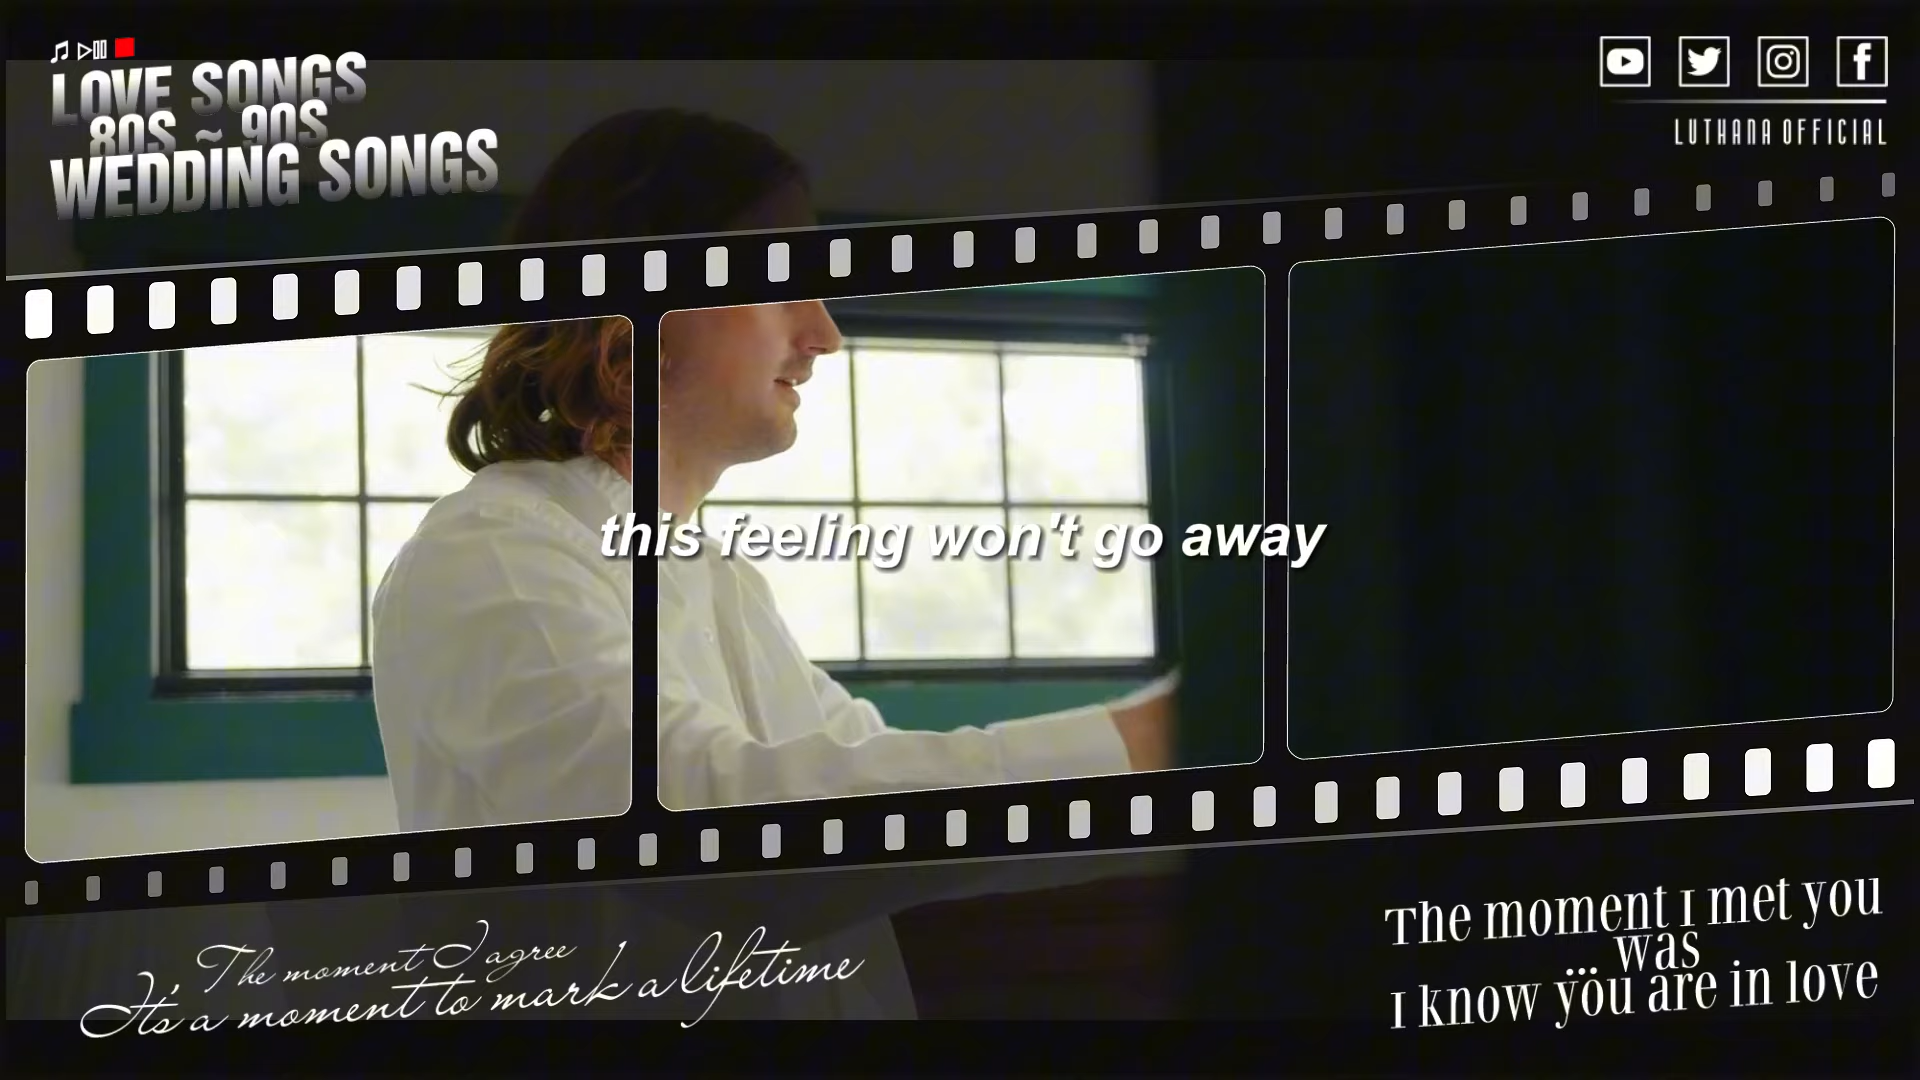 LOVE SONGS
80S ~ 90S
WEDDING SONGS
LUTHANA OFFICIAL
this feeling won't go away
The moment I agree
It's a moment to mark a lifetime
The moment I met you
was
I know yöu are in love